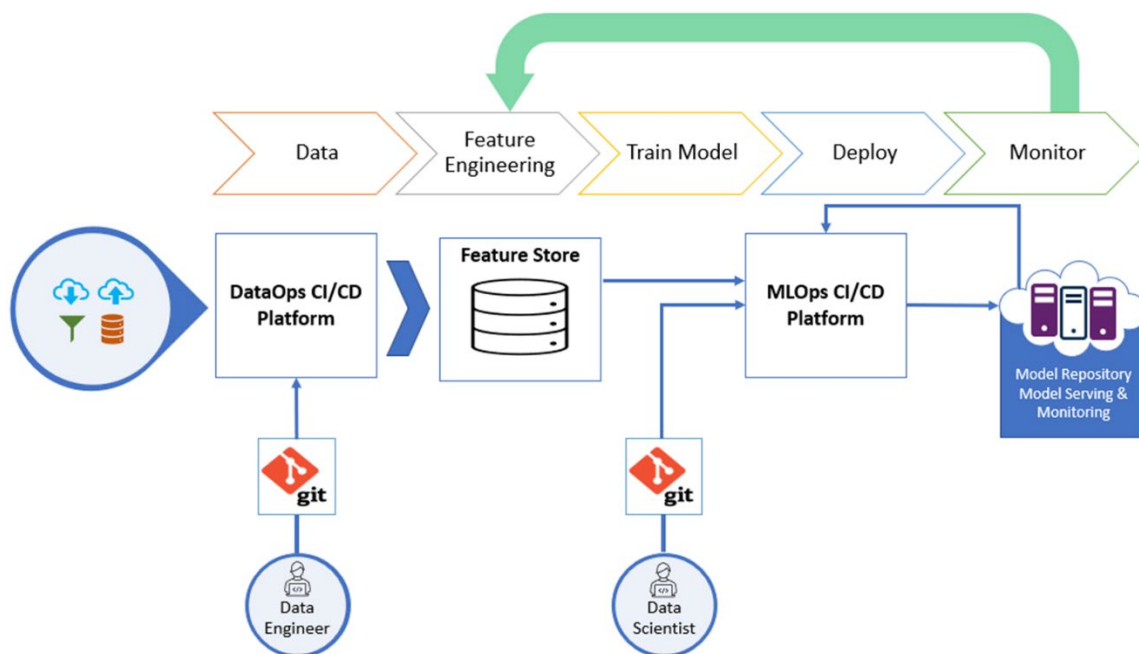 Data
Feature
Engineering
Train Model
Deploy
Monitor
DataOps CI/CD
Platform
Feature Store
MLOps CI/CD
Platform
Model Repository
Model Serving &
Monitoring
git
git
Data
Engineer
Data
Scientist